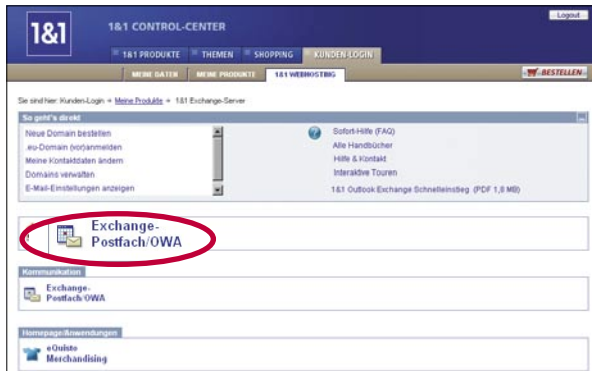 Logout
1&1
1&1 CONTROL-CENTER
1&1 PRODUKTE
THEMEN
SHOPPING
KUNDEN-LOGIN
MEINE DATEN
MEINE PRODUKTE
1&1 WEBHOSTING
BESTELLEN
Sie sind hier: Kunden-Login → Meine Produkte → 1&1 Exchange-Server
So geht's direkt
Neue Domain bestellen
.eu-Domain (vor)anmelden
Meine Kontaktdaten ändern
Domains verwalten
E-Mail-Einstellungen anzeigen
Sofort-Hilfe (FAQ)
Alle Handbücher
Hilfe & Kontakt
Interaktive Touren
1&1 Outlook Exchange Schnelleinstieg (PDF 1,8 MB)
Exchange-
Postfach/OWA
Kommunikation
Exchange-
Postfach/OWA
Homepage/Anwendungen
eQuisto
Merchandising